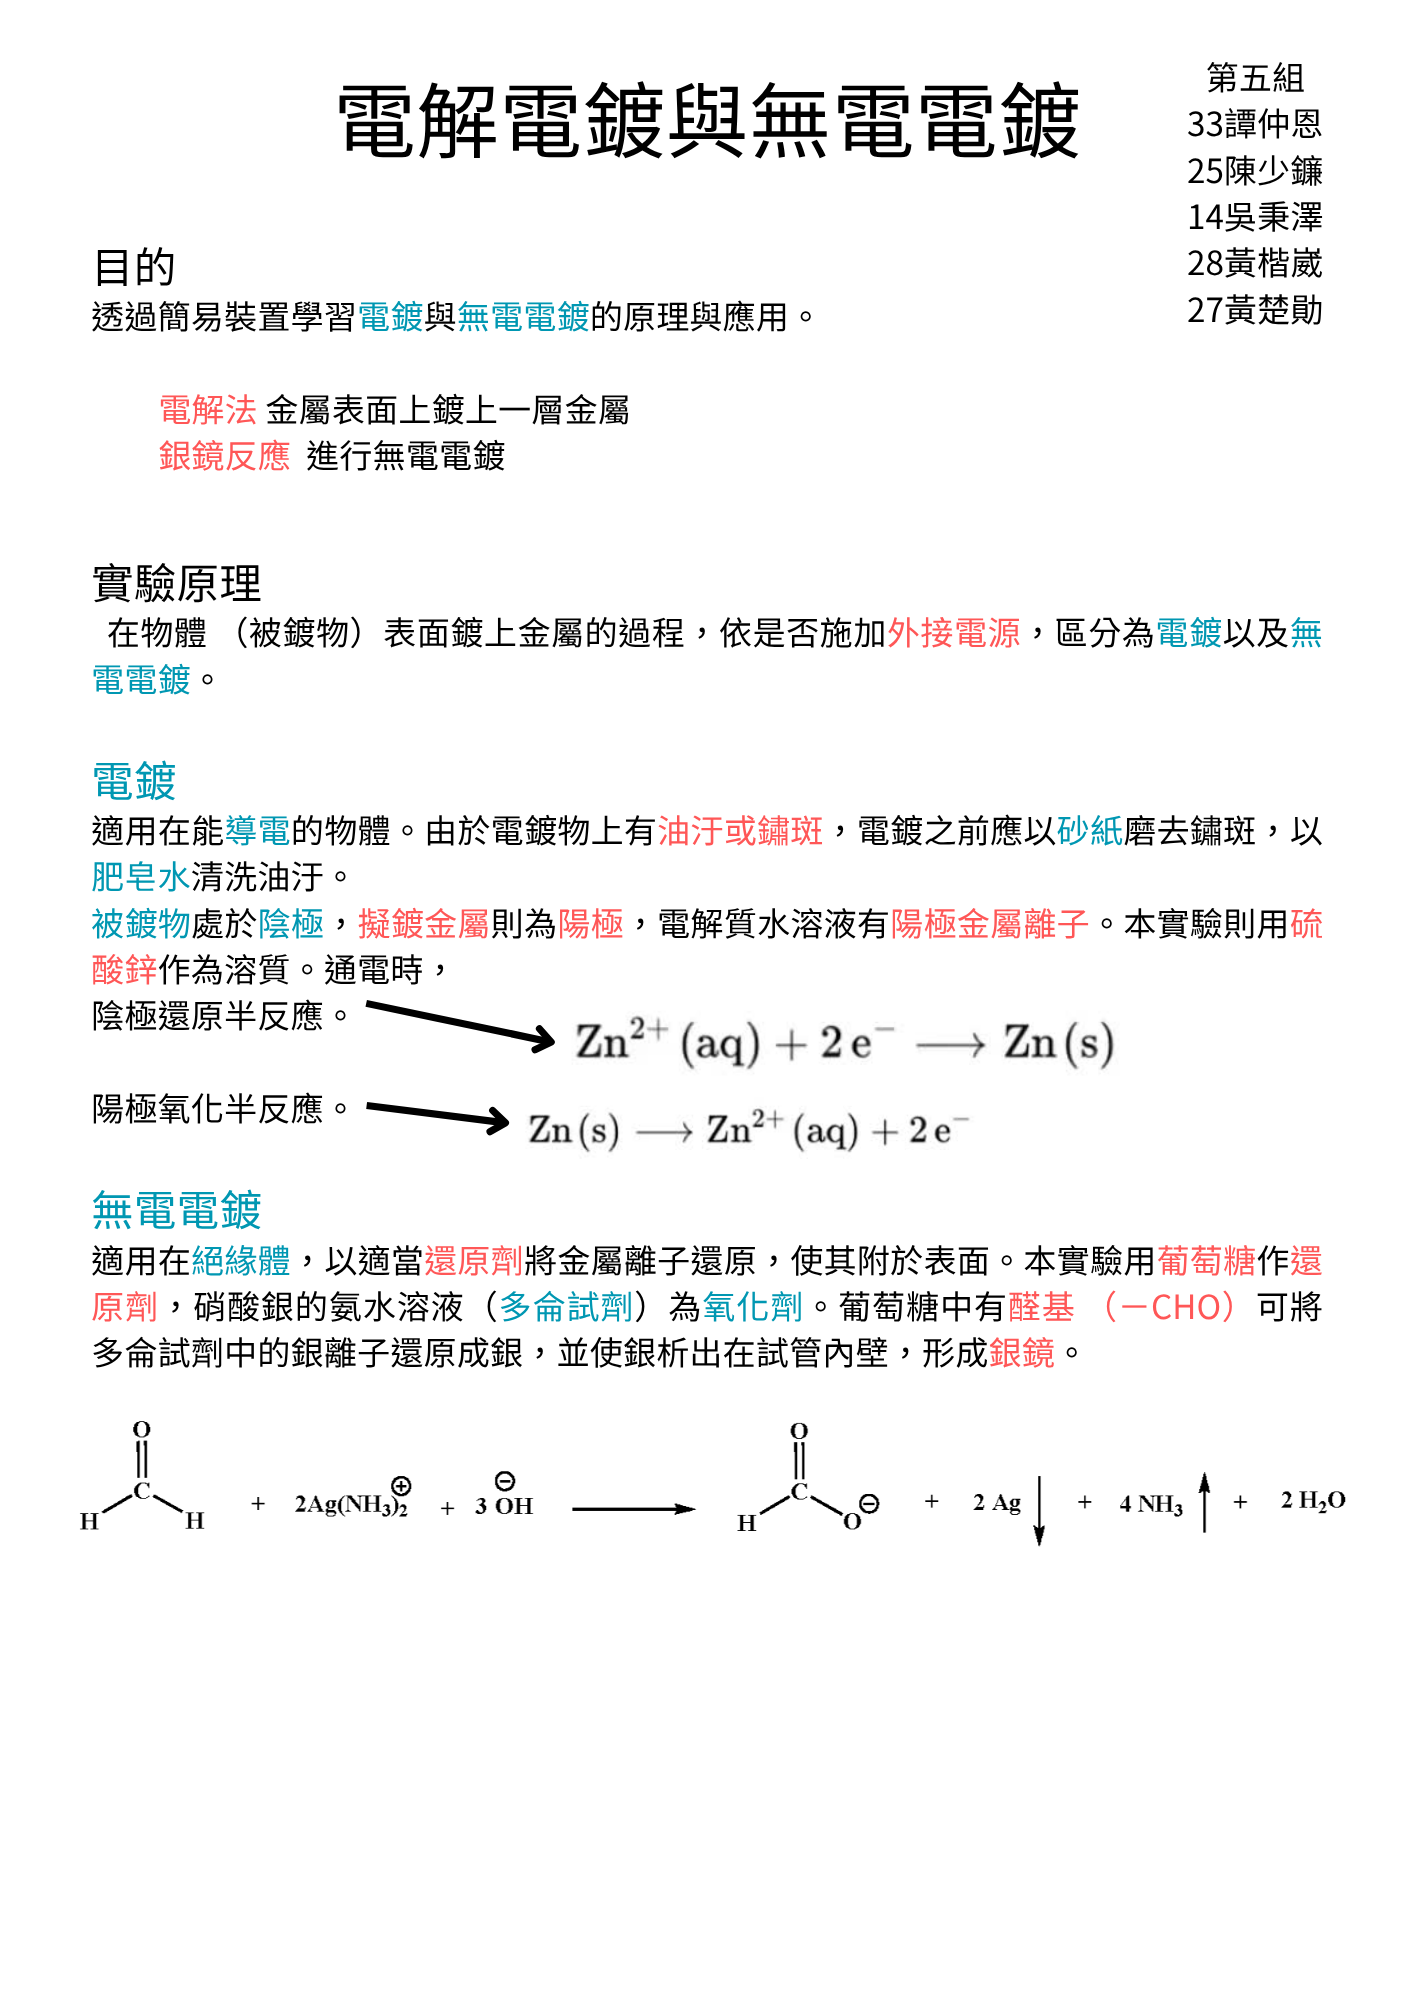 電解電鍍與無電電鍍
第五組
33譚仲恩
25陳少鐮
14吳秉澤
28黃楷崴
27黃楚勛
目的
透過簡易裝置學習電鍍與無電電鍍的原理與應用。
電解法 金屬表面上鍍上一層金屬
銀鏡反應 進行無電電鍍
實驗原理
在物體 （被鍍物）表面鍍上金屬的過程，依是否施加外接電源，區分為電鍍以及無
電電鍍。
電鍍
適用在能導電的物體。由於電鍍物上有油汙或鏽斑，電鍍之前應以砂紙磨去鏽斑，以
肥皂水清洗油汙。
被鍍物處於陰極，擬鍍金屬則為陽極，電解質水溶液有陽極金屬離子。本實驗則用硫
酸鋅作為溶質。通電時，
陰極還原半反應。
Zn²⁺ (aq) + 2 e⁻ ⟶ Zn (s)
陽極氧化半反應。
Zn (s) ⟶ Zn²⁺ (aq) + 2 e⁻
無電電鍍
適用在絕緣體，以適當還原劑將金屬離子還原，使其附於表面。本實驗用葡萄糖作還
原劑，硝酸銀的氨水溶液（多侖試劑）為氧化劑。葡萄糖中有醛基 （－CHO）可將
多侖試劑中的銀離子還原成銀，並使銀析出在試管內壁，形成銀鏡。
O
C
H H + 2Ag(NH₃)₂⊕ + 3 OH⊖ ⟶ O
C
H O⊖ + 2 Ag ↓ + 4 NH₃ ↑ + 2 H₂O